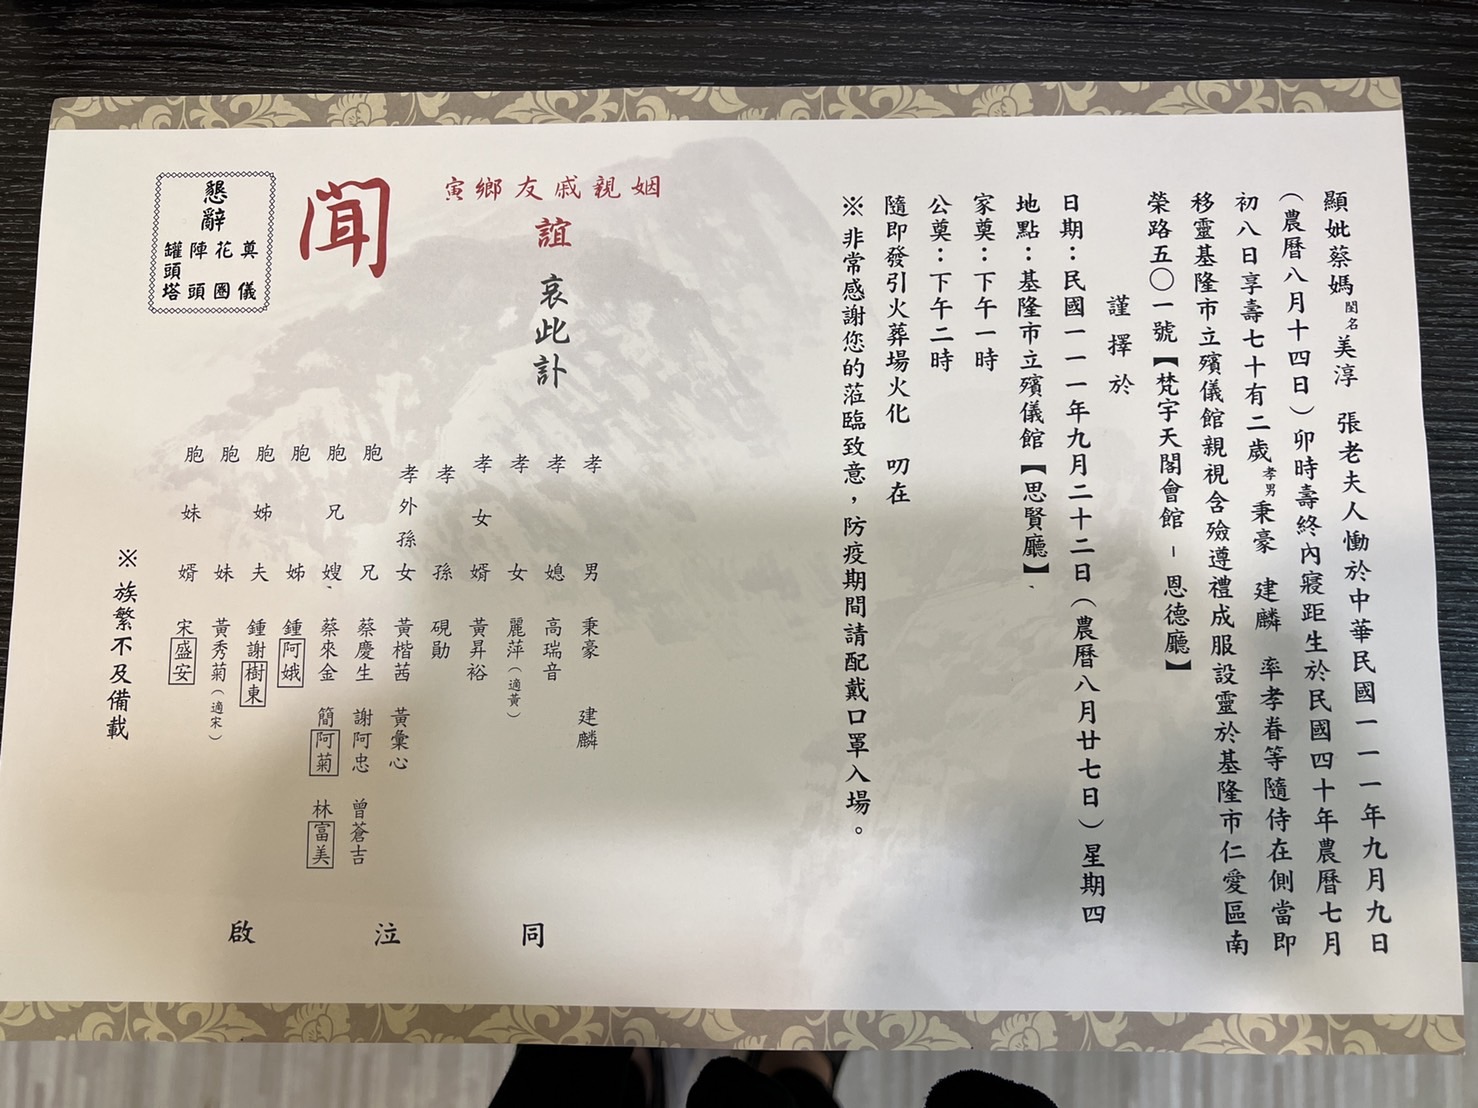 顯妣蔡媽閨名美淳　張老夫人慟於中華民國一一一年九月九日
（農曆八月十四日）卯時壽終內寢距生於民國四十年農曆七月
初八日享壽七十有二歲孝男秉豪　建麟　率孝眷等隨侍在側當即
移靈基隆市立殯儀館親視含殮遵禮成服設靈於基隆市仁愛區南
榮路五〇一號【梵宇天閣會館－恩德廳】
謹擇於
日期：民國一一一年九月二十二日（農曆八月廿七日）星期四
地點：基隆市立殯儀館【思賢廳】、
家奠：下午一時
公奠：下午二時
隨即發引火葬場火化　叨在
※非常感謝您的蒞臨致意，防疫期間請配戴口罩入場。
姻親戚友鄉寅
誼
哀此訃
聞
懇辭
奠儀
花圈
陣頭
罐頭塔
孝男　秉豪　建麟
孝媳　高瑞音
孝女　麗萍（適黃）
孝女婿　黃昇裕
孝孫　硯勛
孝外孫女　黃楷茜　黃彙心
胞兄　蔡慶生　謝阿忠　曾蒼吉
胞兄嫂、蔡來金　簡阿菊　林富美
胞姊　鍾阿娥
胞姊夫　鍾謝樹東
胞妹　黃秀菊（適宋）
胞妹婿　宋盛安
※族繁不及備載
同泣啟